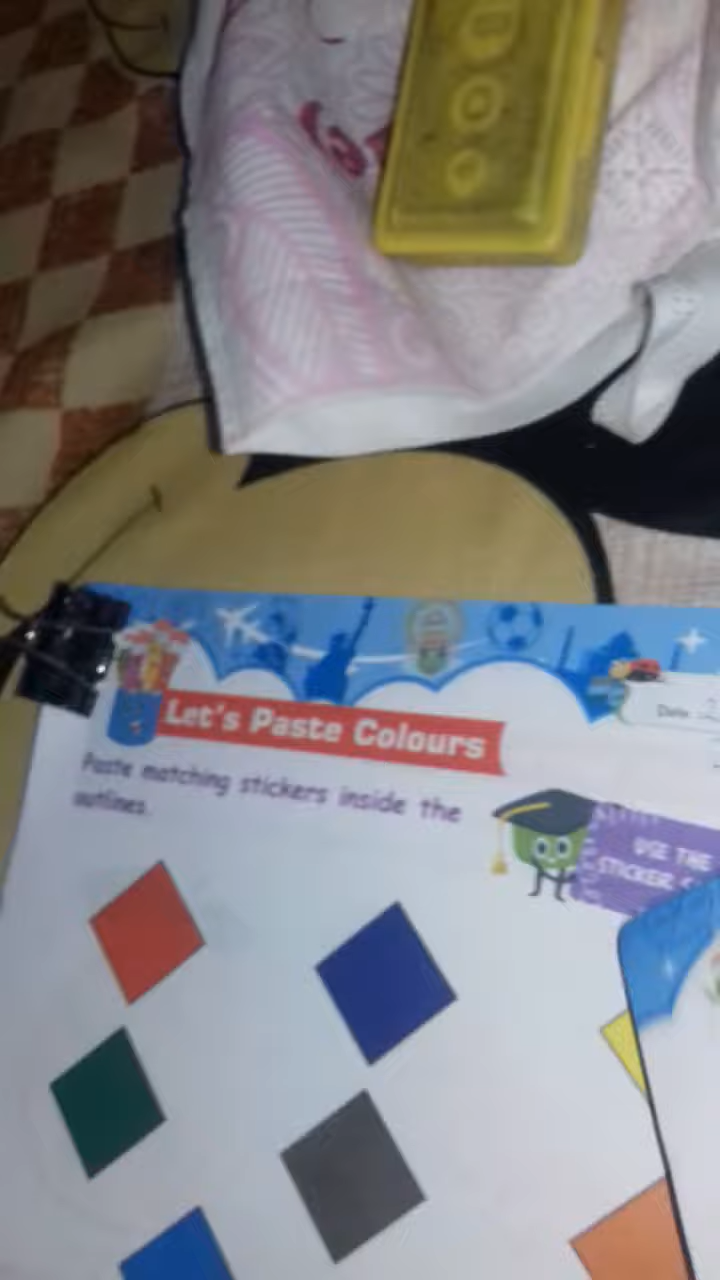 Let's Paste Colours
Date
Paste matching stickers inside the
outlines.
USE THE
STICKER